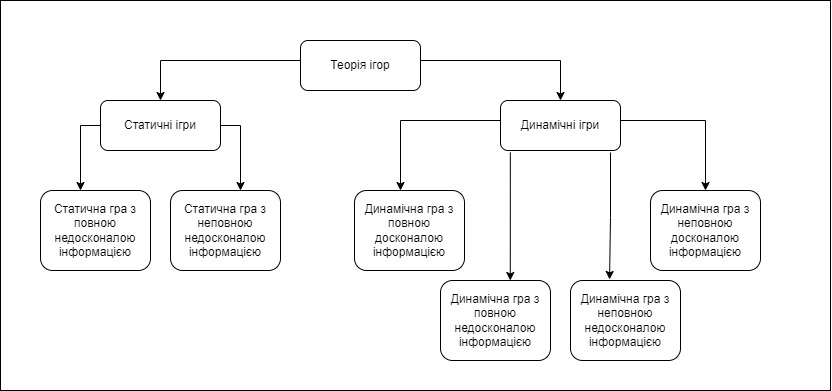 Теорія ігор
Статичні ігри
Динамічні ігри
Статична гра з
повною
недосконалою
інформацією
Статична гра з
неповною
недосконалою
інформацією
Динамічна гра з
повною
досконалою
інформацією
Динамічна гра з
неповною
досконалою
інформацією
Динамічна гра з
повною
недосконалою
інформацією
Динамічна гра з
неповною
недосконалою
інформацією